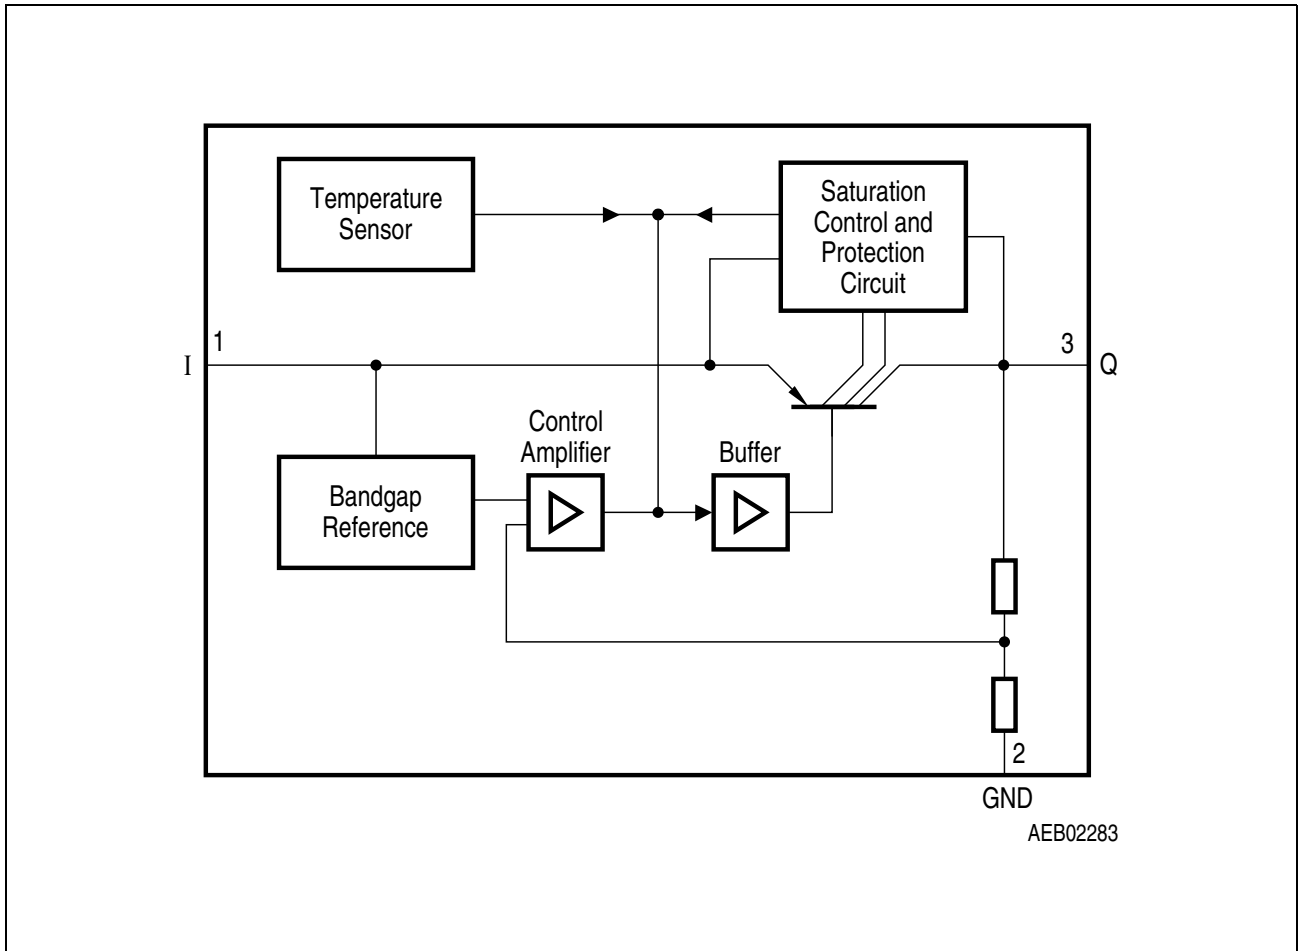 Temperature
Sensor
Saturation
Control and
Protection
Circuit
1
I
3
Q
Control
Amplifier
Buffer
Bandgap
Reference
2
GND
AEB02283